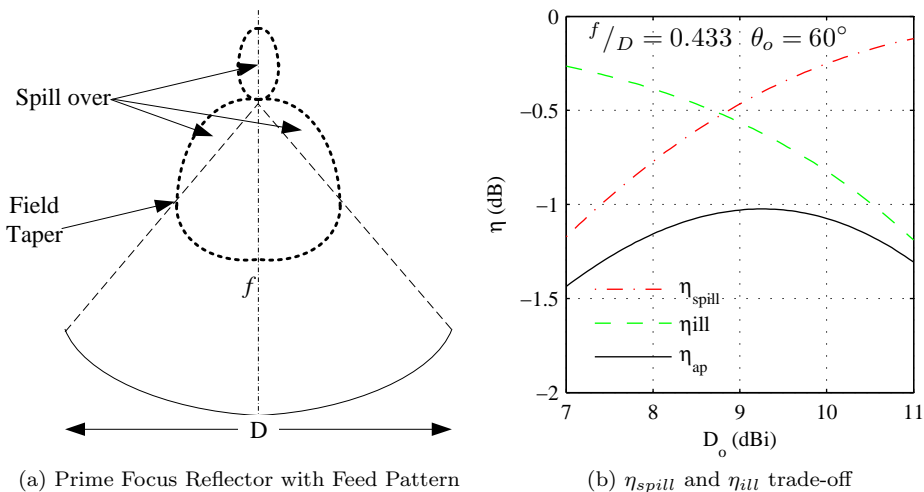 Spill over
Field
Taper
f
D
(a) Prime Focus Reflector with Feed Pattern
f/D = 0.433 θo = 60°
0
−0.5
−1
−1.5
−2
η (dB)
ηspill
ηill
ηap
7
8
9
10
11
Do (dBi)
(b) ηspill and ηill trade-off